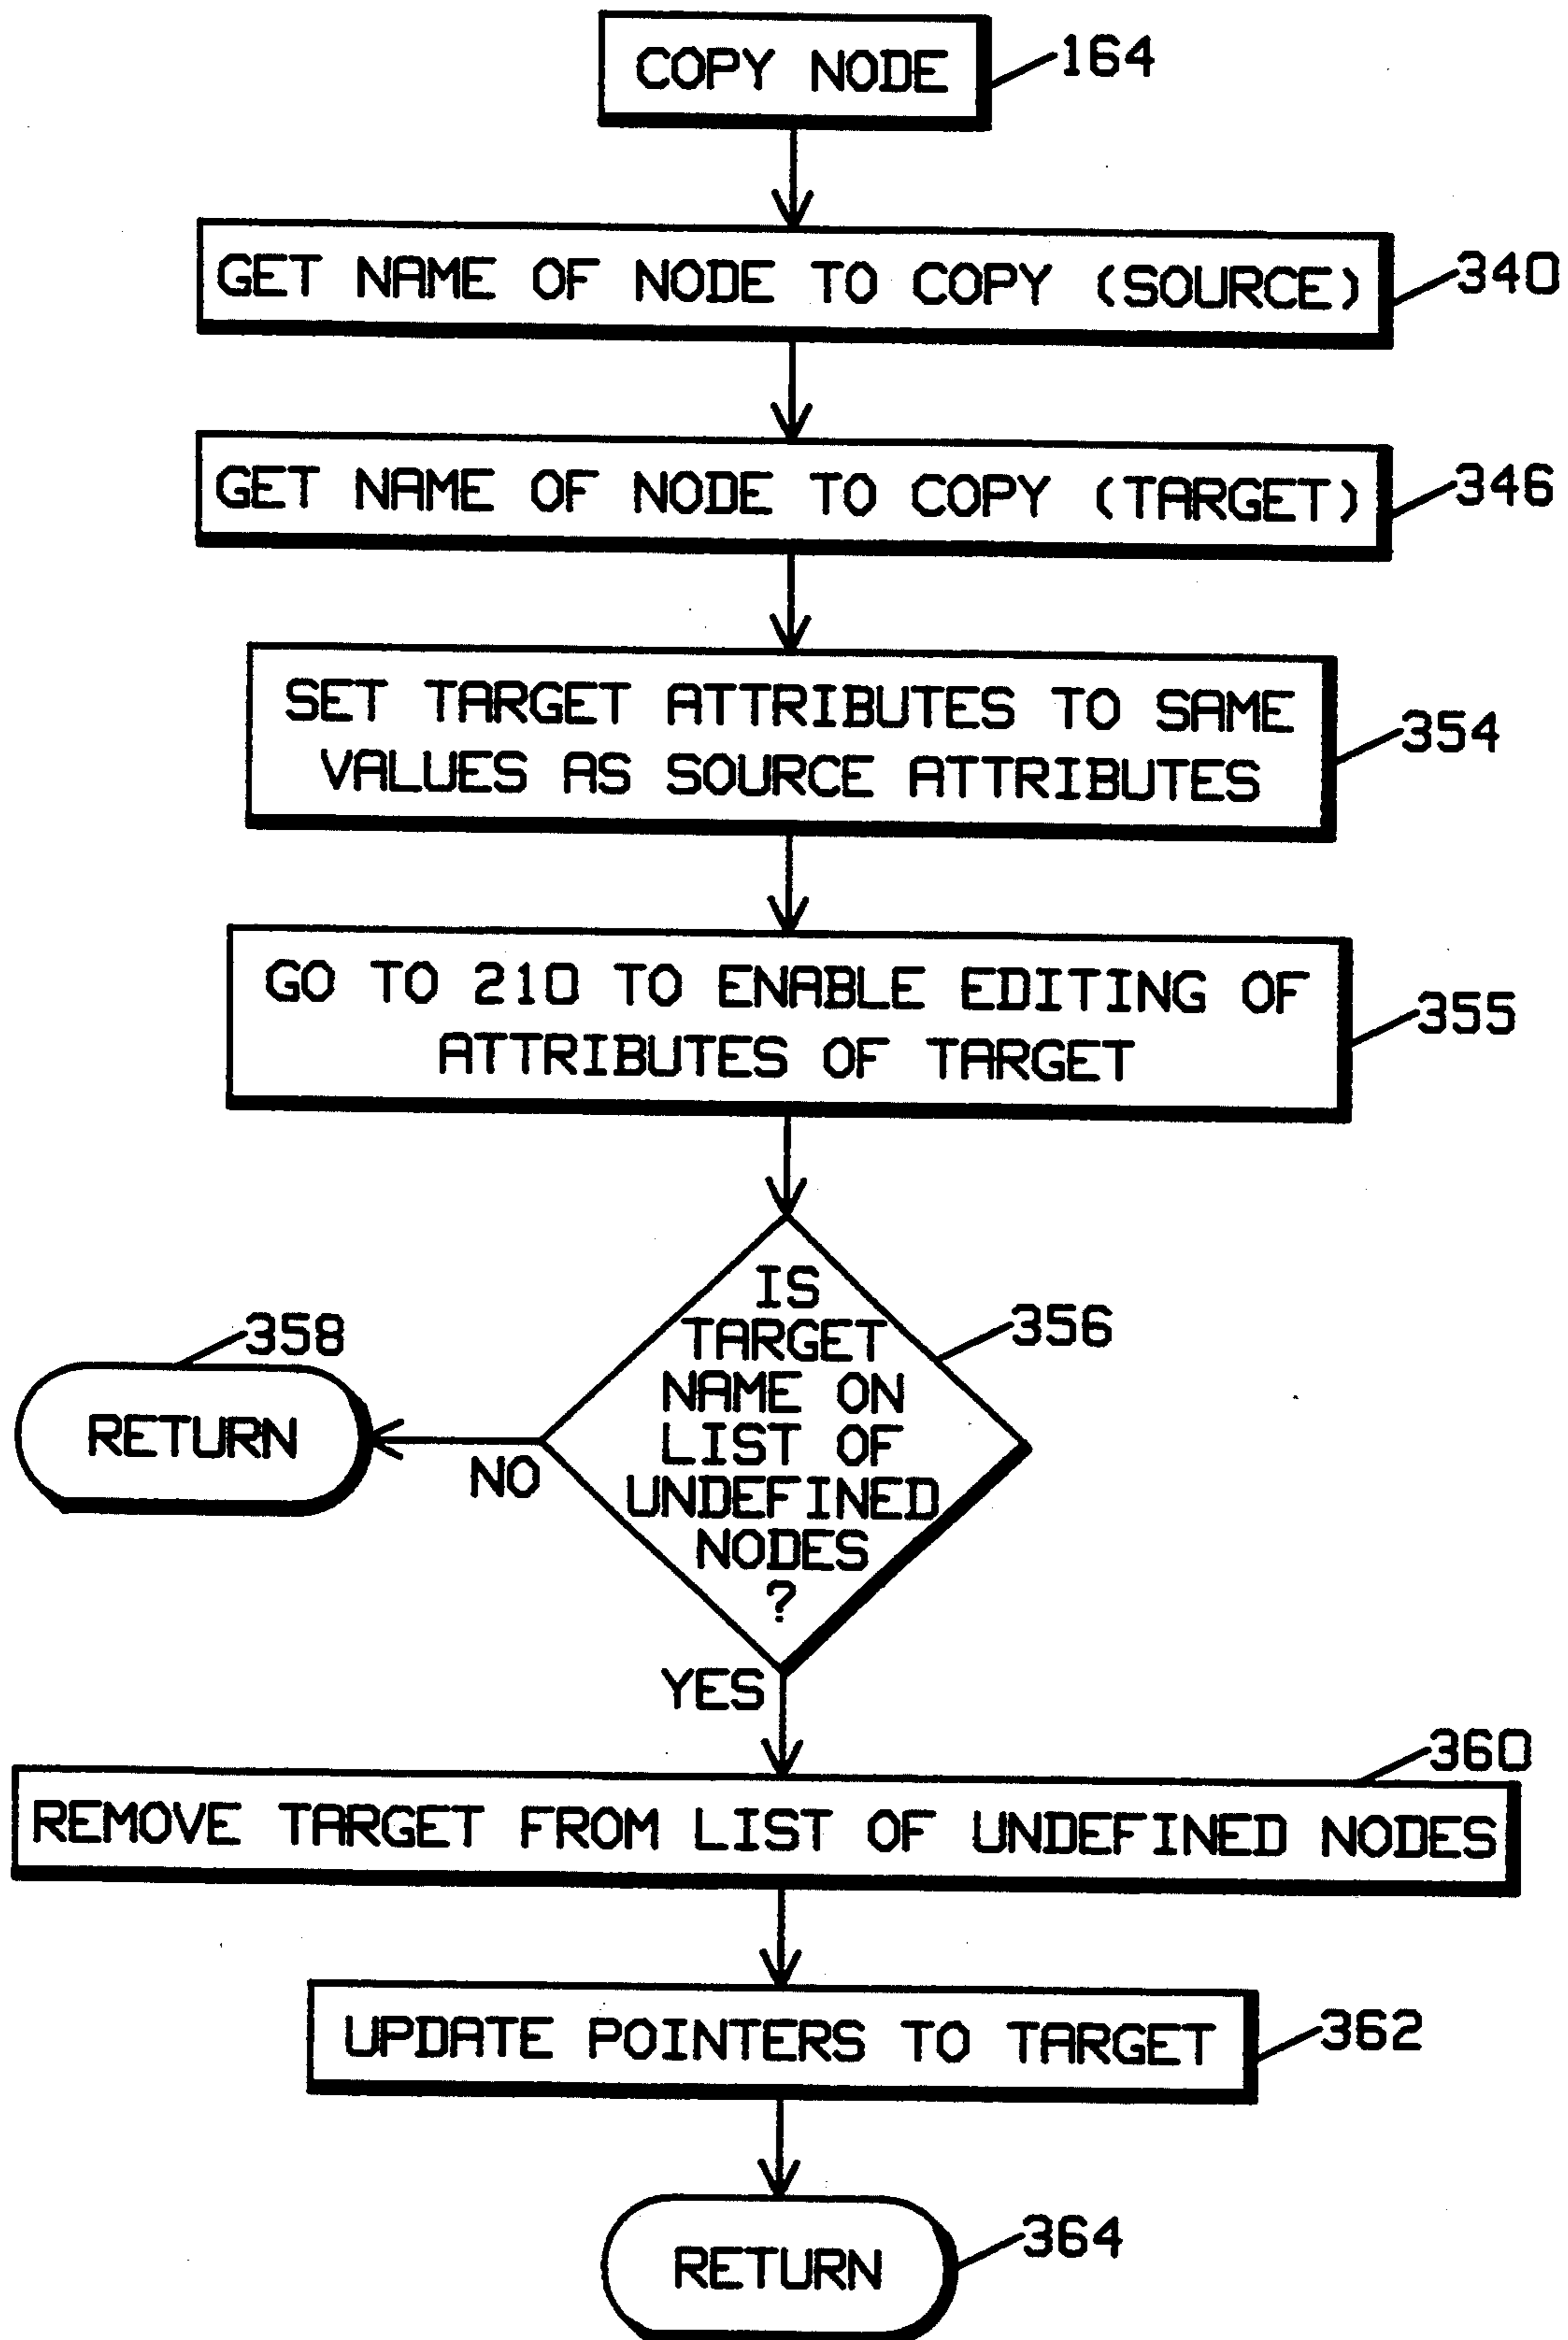 COPY NODE
164
GET NAME OF NODE TO COPY (SOURCE)
340
GET NAME OF NODE TO COPY (TARGET)
346
SET TARGET ATTRIBUTES TO SAME
VALUES AS SOURCE ATTRIBUTES
354
GO TO 210 TO ENABLE EDITING OF
ATTRIBUTES OF TARGET
355
IS
TARGET
NAME ON
LIST OF
UNDEFINED
NODES
?
356
358
RETURN
NO
YES
360
REMOVE TARGET FROM LIST OF UNDEFINED NODES
UPDATE POINTERS TO TARGET
362
RETURN
364